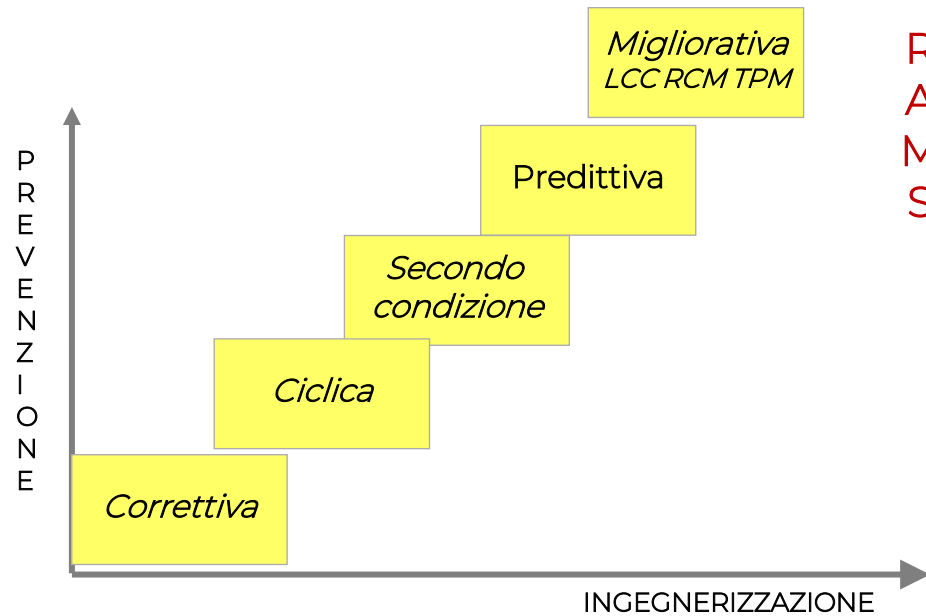 Migliorativa
LCC RCM TPM
R
A
M
S
Predittiva
Secondo
condizione
Ciclica
Correttiva
P
R
E
V
E
N
Z
I
O
N
E
INGEGNERIZZAZIONE